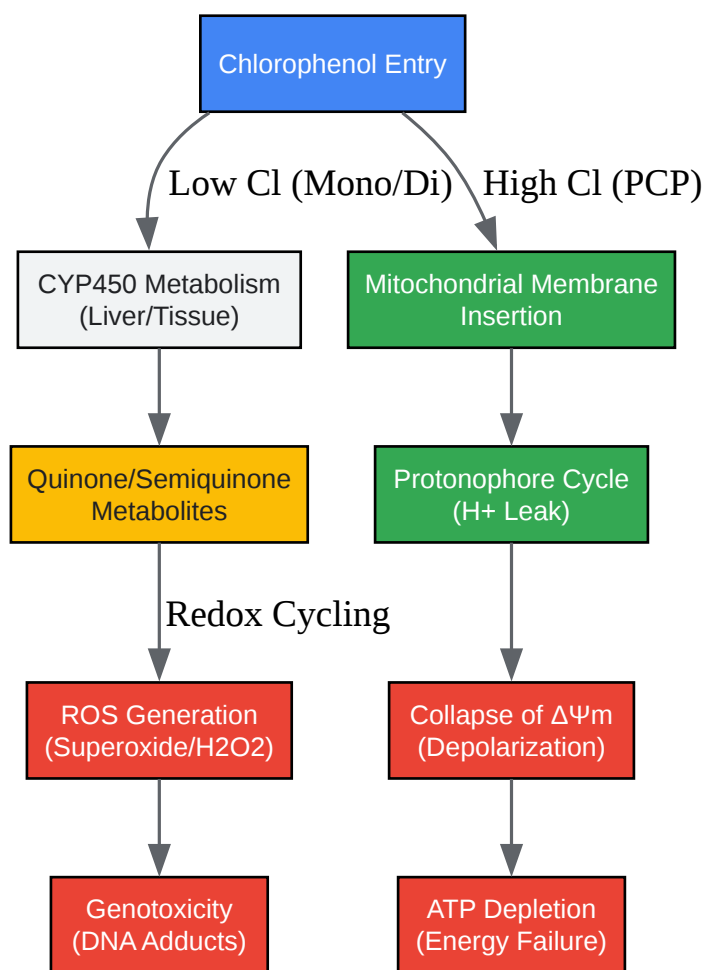 Chlorophenol Entry
Low Cl (Mono/Di)
High Cl (PCP)
CYP450 Metabolism
(Liver/Tissue)
Mitochondrial Membrane
Insertion
Quinone/Semiquinone
Metabolites
Protonophore Cycle
(H+ Leak)
Redox Cycling
ROS Generation
(Superoxide/H2O2)
Collapse of ΔΨm
(Depolarization)
Genotoxicity
(DNA Adducts)
ATP Depletion
(Energy Failure)